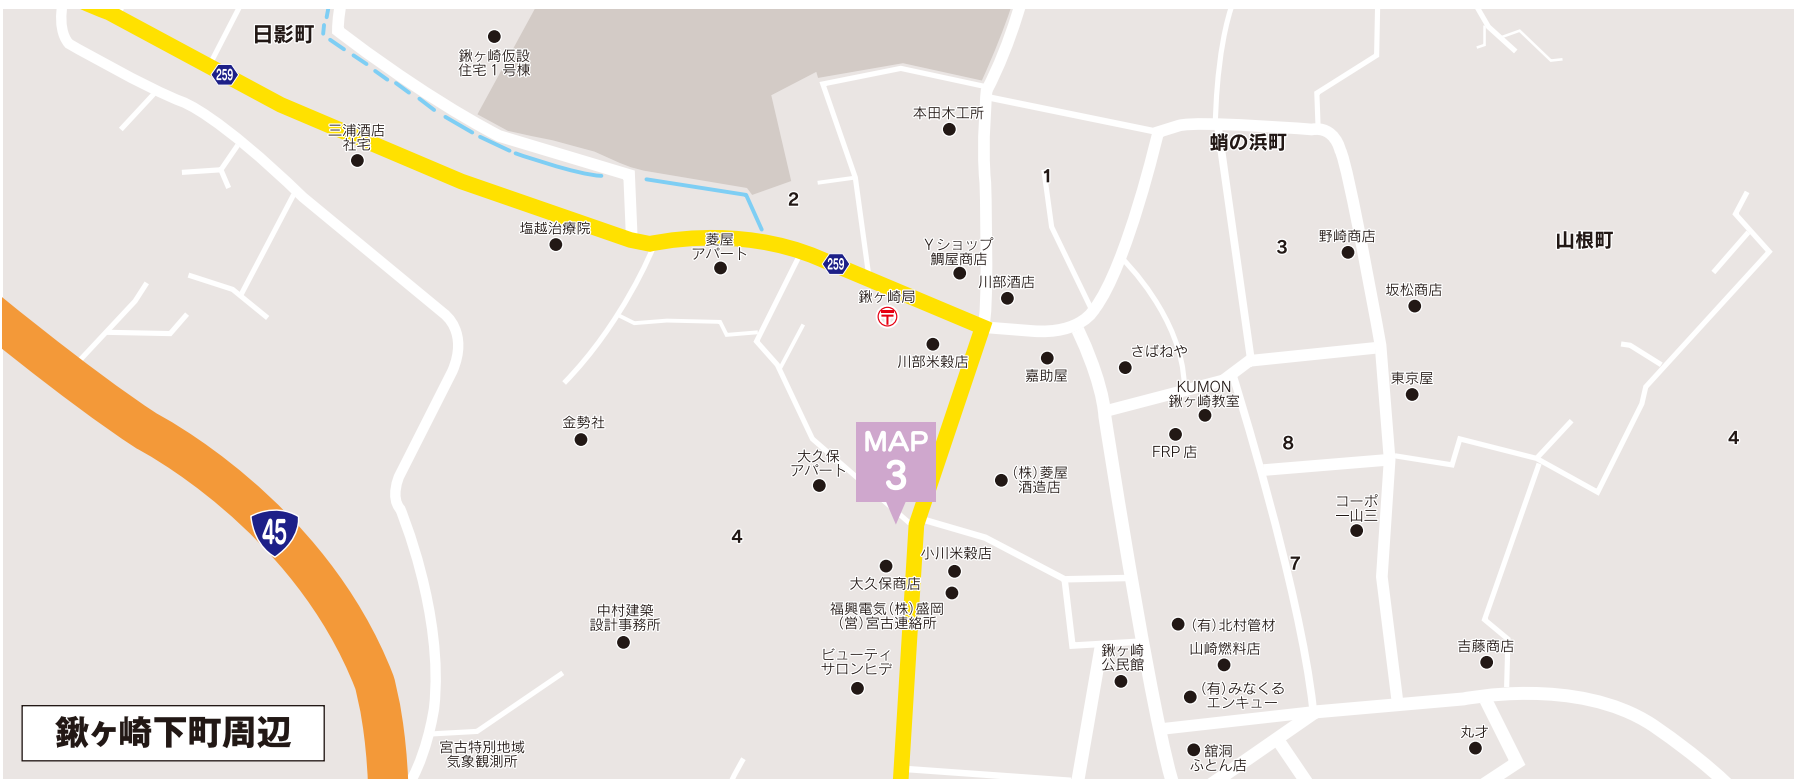 日影町
鍬ヶ崎仮設
住宅1号棟
259
三浦酒店
社宅
本田木工所
蛸の浜町
1
2
3
野崎商店
山根町
塩越治療院
菱屋
アパート
259
Yショップ
鯛屋商店
川部酒店
坂松商店
鍬ヶ崎局
川部米穀店
嘉助屋
さばねや
KUMON
鍬ヶ崎教室
東京屋
金勢社
FRP店
8
4
MAP
3
大久保
アパート
(株)菱屋
酒造店
コーポ
一山三
45
4
小川米穀店
7
大久保商店
福興電気(株)盛岡
(営)宮古連絡所
中村建築
設計事務所
(有)北村管材
山崎燃料店
鍬ヶ崎
公民館
吉藤商店
ビューティ
サロンヒデ
(有)みなくる
エンキュー
鍬ヶ崎下町周辺
宮古特別地域
気象観測所
丸才
舘洞
ふとん店